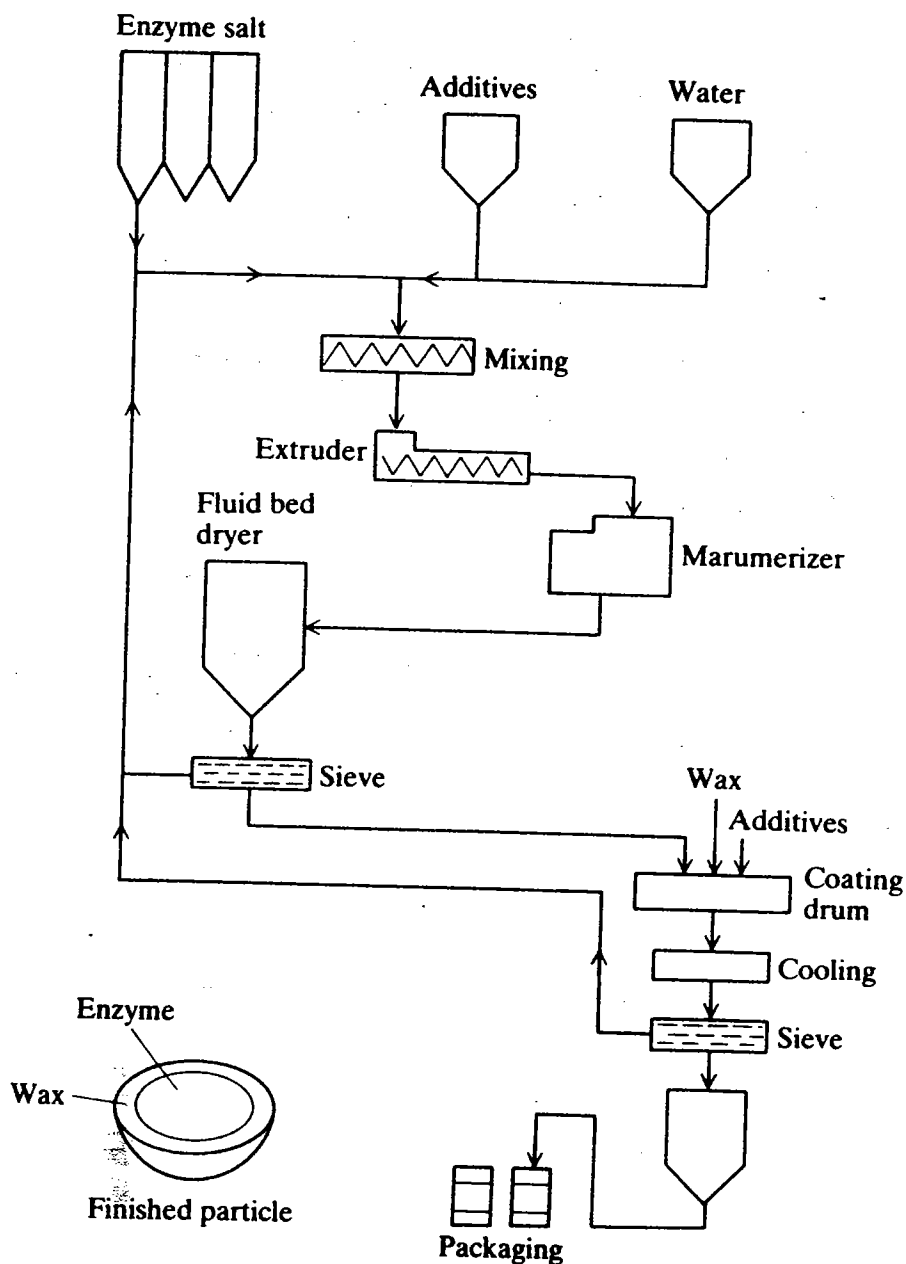 Enzyme salt
Additives
Water
Mixing
Extruder
Fluid bed
dryer
Marumerizer
Sieve
Wax
Additives
Coating
drum
Cooling
Enzyme
Wax
Sieve
Finished particle
Packaging